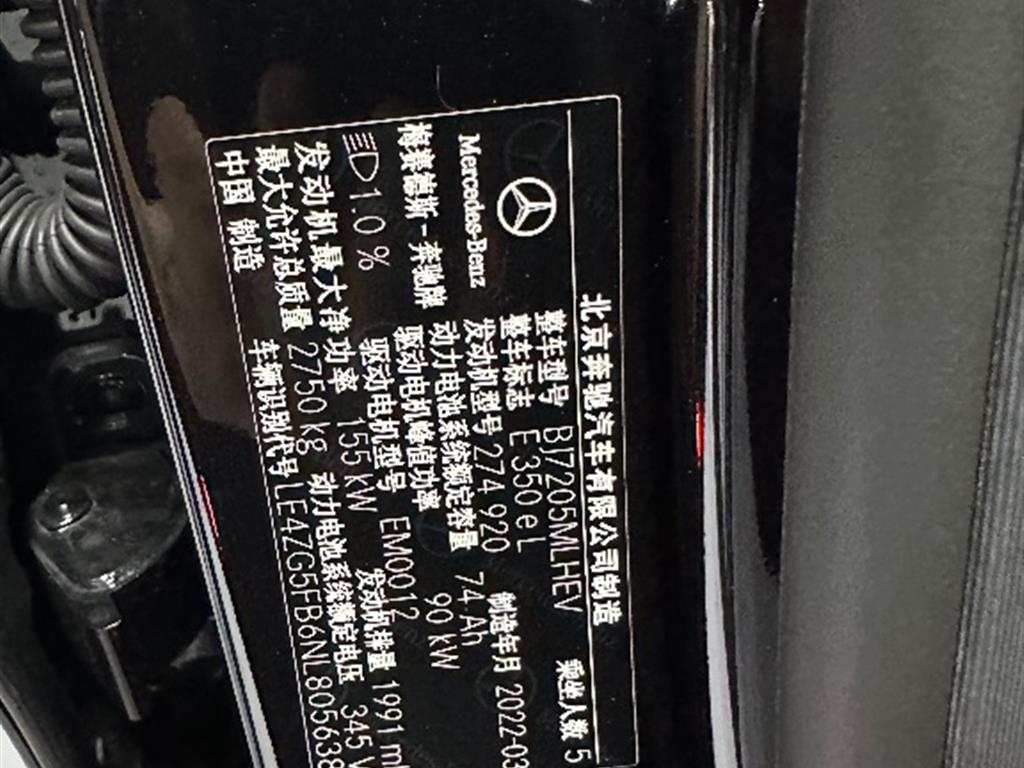 北京奔驰汽车有限公司制造
Mercedes-Benz
梅赛德斯-奔驰牌
整车型号 BJ7205MLHEV 乘坐人数 5
整车标志 E 350 e L
发动机型号 274 920 制造年月 2022-03
动力电池系统额定容量 74 Ah
驱动电机峰值功率 90 kW
1.0 % 驱动电机型号 EM0012
发动机最大净功率 155 kW 发动机排量 1991 ml
最大允许总质量 2750 kg 动力电池系统额定电压 345 V
中国 制造 车辆识别代号 LE4ZG5FB6NL805638